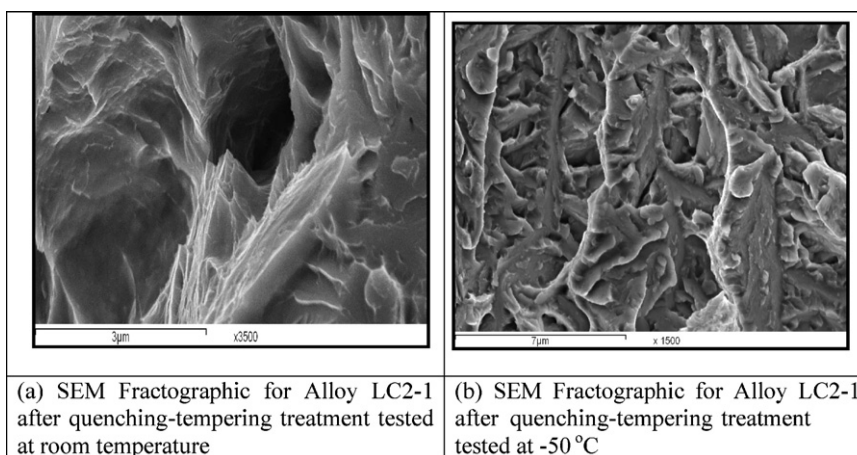 3µm x3500
7µm x 1500
(a) SEM Fractographic for Alloy LC2-1
after quenching-tempering treatment tested
at room temperature
(b) SEM Fractographic for Alloy LC2-1
after quenching-tempering treatment
tested at -50 °C